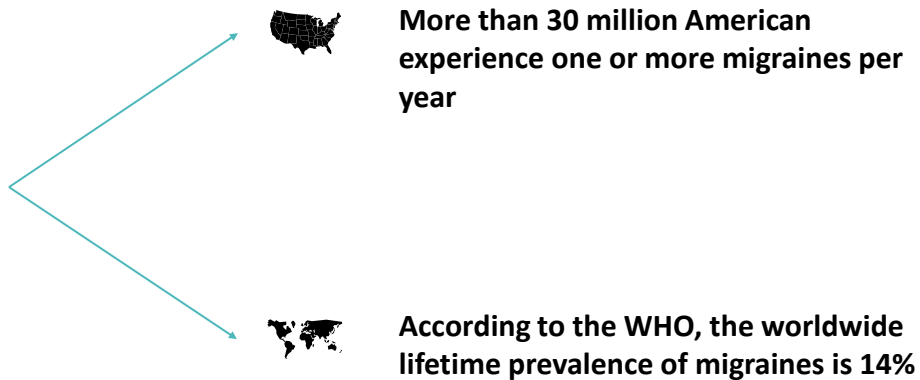 More than 30 million American
experience one or more migraines per
year
According to the WHO, the worldwide
lifetime prevalence of migraines is 14%